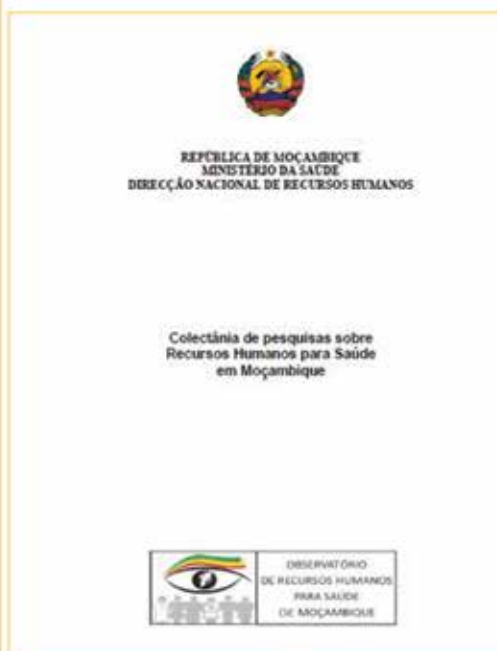 REPÚBLICA DE MOÇAMBIQUE
MINISTÉRIO DA SAÚDE
DIRECÇÃO NACIONAL DE RECURSOS HUMANOS
Colectânia de pesquisas sobre
Recursos Humanos para Saúde
em Moçambique
OBSERVATÓRIO
DE RECURSOS HUMANOS
PARA SAÚDE
DE MOÇAMBIQUE